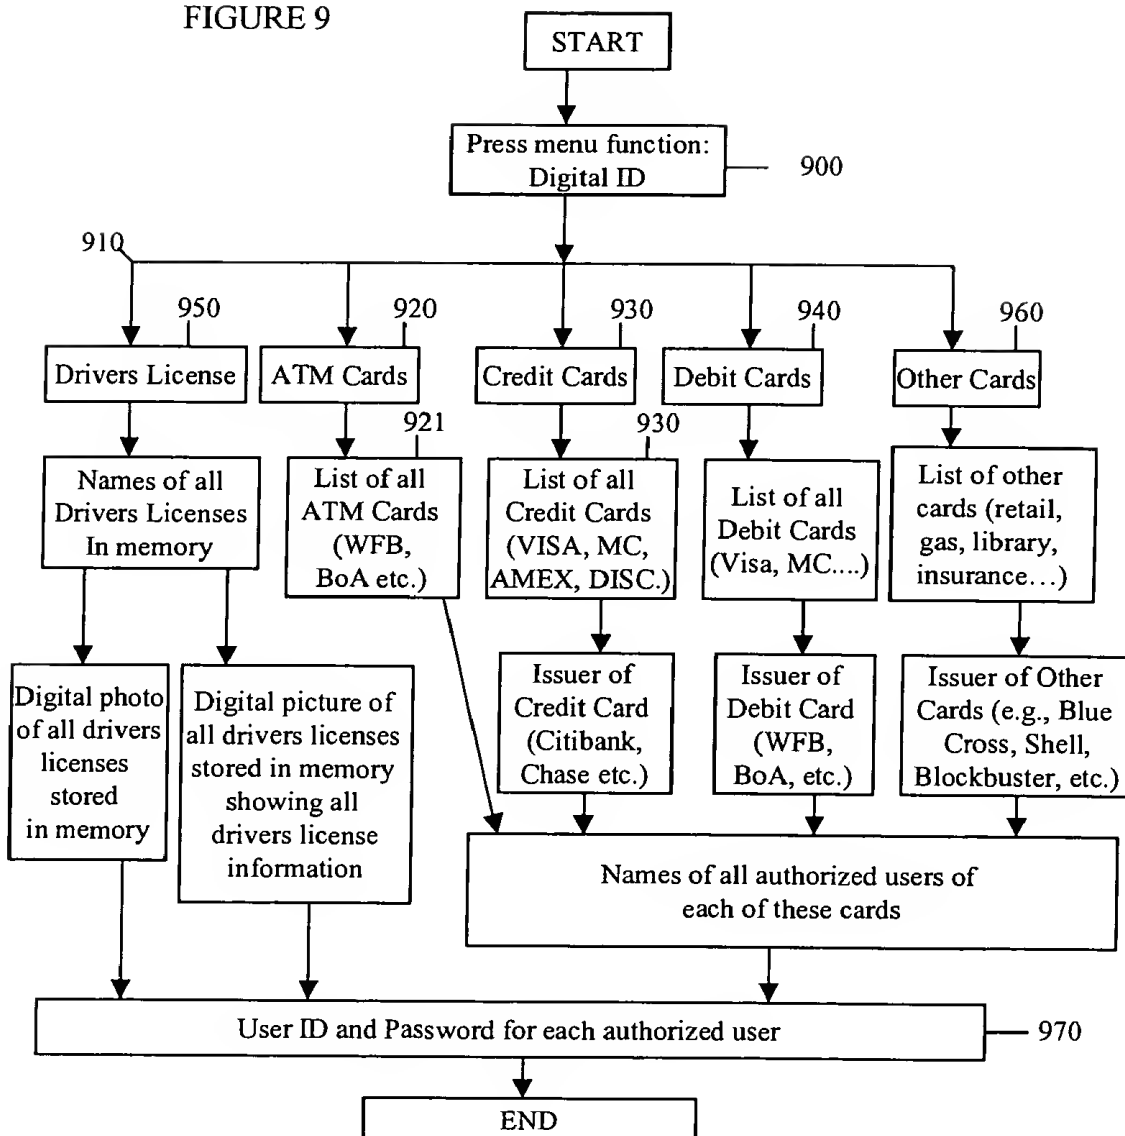 FIGURE 9
START
Press menu function:
Digital ID
900
910
950
920
930
940
960
Drivers License
ATM Cards
Credit Cards
Debit Cards
Other Cards
921
930
Names of all
Drivers Licenses
In memory
List of all
ATM Cards
(WFB,
BoA etc.)
List of all
Credit Cards
(VISA, MC,
AMEX, DISC.)
List of all
Debit Cards
(Visa, MC....)
List of other
cards (retail,
gas, library,
insurance...)
Digital photo
of all drivers
licenses
stored
in memory
Digital picture of
all drivers licenses
stored in memory
showing all
drivers license
information
Issuer of
Credit Card
(Citibank,
Chase etc.)
Issuer of
Debit Card
(WFB,
BoA, etc.)
Issuer of Other
Cards (e.g., Blue
Cross, Shell,
Blockbuster, etc.)
Names of all authorized users of
each of these cards
User ID and Password for each authorized user
970
END